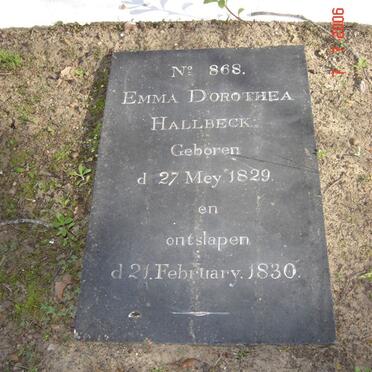 No 868.
EMMA DOROTHEA
HALLBECK.
Geboren
d 27 Mey 1829.
en
ontslapen
d 21. February. 1830.